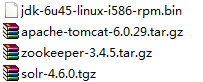 jdk-6u45-linux-i586-rpm.bin
apache-tomcat-6.0.29.tar.gz
zookeeper-3.4.5.tar.gz
solr-4.6.0.tgz